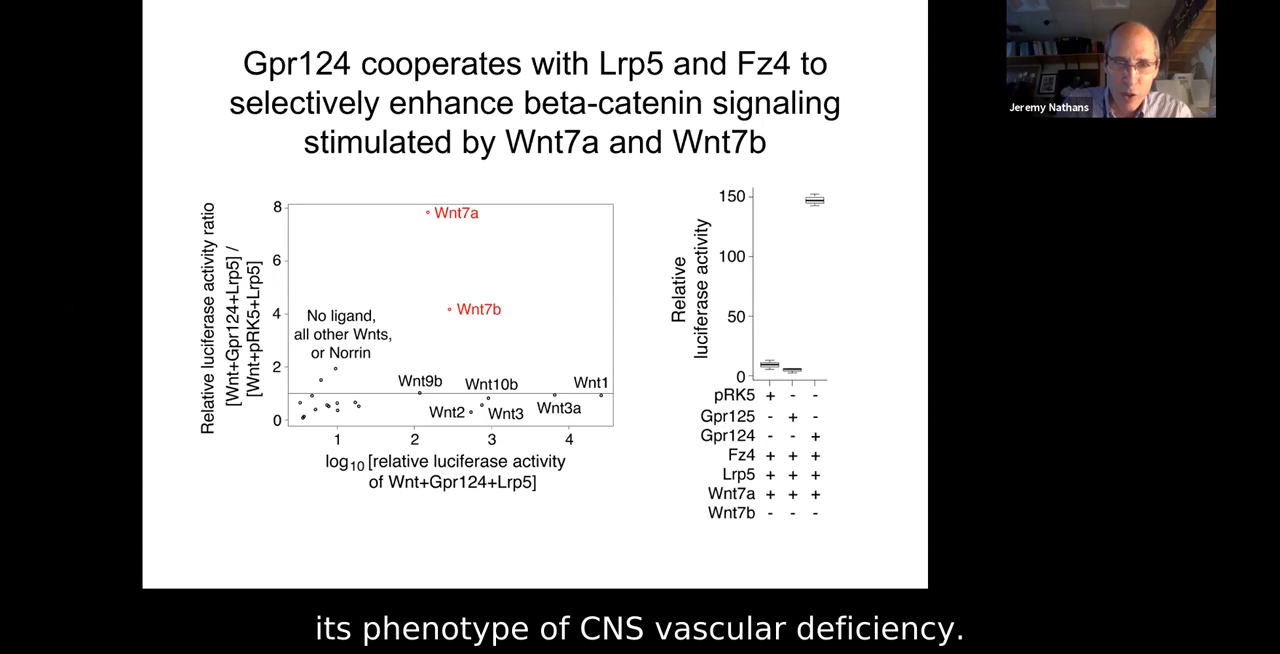 Gpr124 cooperates with Lrp5 and Fz4 to
selectively enhance beta-catenin signaling
stimulated by Wnt7a and Wnt7b
Jeremy Nathans
Relative luciferase activity ratio
[Wnt+Gpr124+Lrp5] /
[Wnt+pRK5+Lrp5]
8
6
4
2
0
Wnt7a
Wnt7b
No ligand,
all other Wnts,
or Norrin
Wnt9b
Wnt10b
Wnt1
Wnt2
Wnt3
Wnt3a
1 2 3 4
log10 [relative luciferase activity
of Wnt+Gpr124+Lrp5]
Relative
luciferase activity
150
100
50
0
pRK5 + - -
Gpr125 - + -
Gpr124 - - +
Fz4 + + +
Lrp5 + + +
Wnt7a + + +
Wnt7b - - -
its phenotype of CNS vascular deficiency.